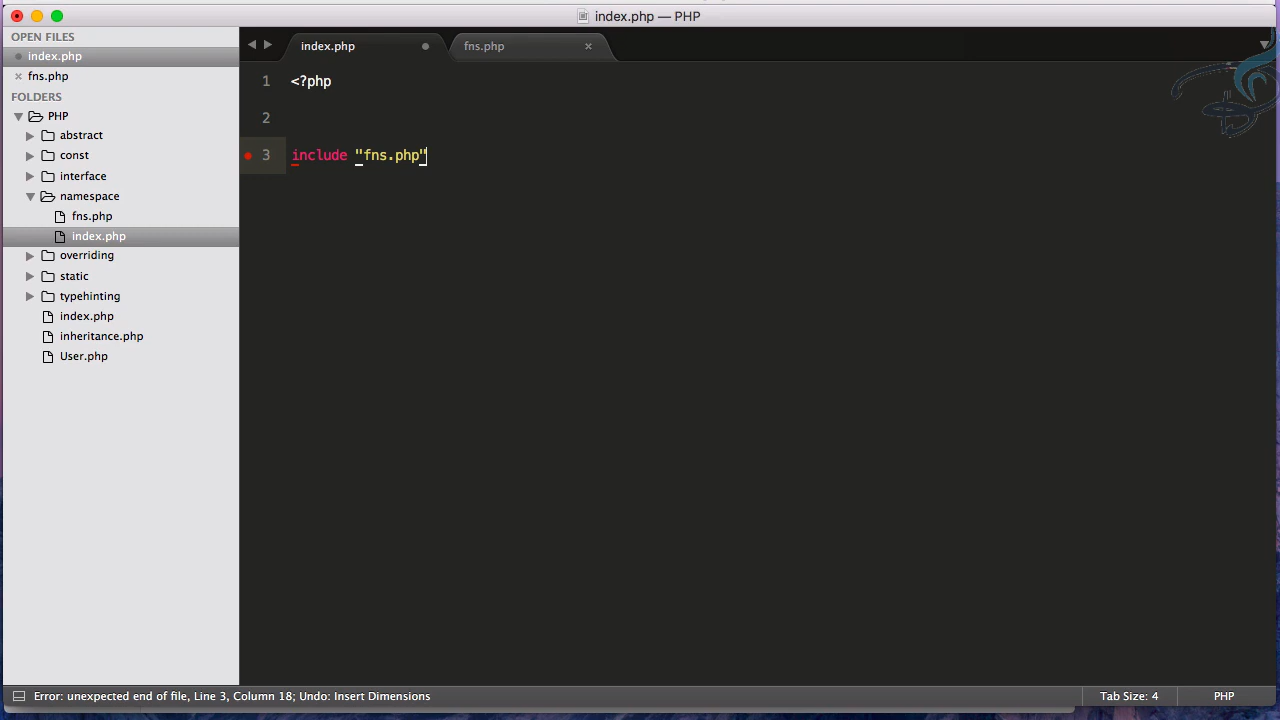 index.php — PHP
OPEN FILES
index.php
fns.php
FOLDERS
PHP
abstract
const
interface
namespace
fns.php
index.php
overriding
static
typehinting
index.php
inheritance.php
User.php
index.php
fns.php
1 <?php
2
3 include "fns.php"
Error: unexpected end of file, Line 3, Column 18; Undo: Insert Dimensions
Tab Size: 4
PHP